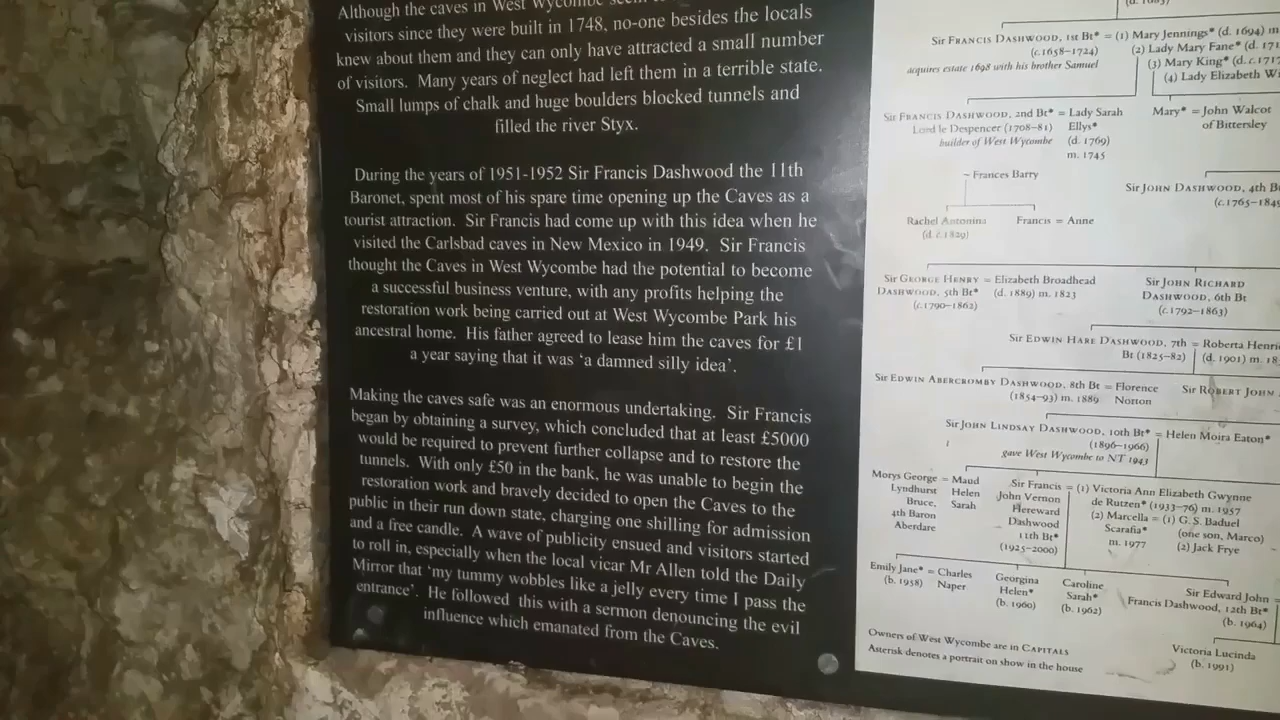 Although the caves in West Wycombe seem
visitors since they were built in 1748, no-one besides the locals
knew about them and they can only have attracted a small number
of visitors. Many years of neglect had left them in a terrible state.
Small lumps of chalk and huge boulders blocked tunnels and
filled the river Styx.
During the years of 1951-1952 Sir Francis Dashwood the 11th
Baronet, spent most of his spare time opening up the Caves as a
tourist attraction. Sir Francis had come up with this idea when he
visited the Carlsbad caves in New Mexico in 1949. Sir Francis
thought the Caves in West Wycombe had the potential to become
a successful business venture, with any profits helping the
restoration work being carried out at West Wycombe Park his
ancestral home. His father agreed to lease him the caves for £1
a year saying that it was ‘a damned silly idea’.
Making the caves safe was an enormous undertaking. Sir Francis
began by obtaining a survey, which concluded that at least £5000
would be required to prevent further collapse and to restore the
tunnels. With only £50 in the bank, he was unable to begin the
restoration work and bravely decided to open the Caves to the
public in their run down state, charging one shilling for admission
and a free candle. A wave of publicity ensued and visitors started
to roll in, especially when the local vicar Mr Allen told the Daily
Mirror that ‘my tummy wobbles like a jelly every time I pass the
entrance’. He followed this with a sermon denouncing the evil
influence which emanated from the Caves.
Sir FRANCIS DASHWOOD, 1st Bt* = (1) Mary Jennings* (d. 1694) m
(c.1658–1724) (2) Lady Mary Fane* (d. 171
acquires estate 1698 with his brother Samuel (3) Mary King* (d. c.171
(4) Lady Elizabeth
Sir FRANCIS DASHWOOD, 2nd Bt* = Lady Sarah
Lord le Despencer (1708–81) Ellys*
builder of West Wycombe (d. 1769)
m. 1745
Mary* = John Walcot
of Bittersley
~ Frances Barry
Sir JOHN DASHWOOD, 4th
(c.1765–1849
Rachel Antonina Francis = Anne
(d. c.1829)
Sir GEORGE HENRY = Elizabeth Broadhead
DASHWOOD, 5th Bt* (d. 1889) m. 1823
(c.1790–1862)
Sir JOHN RICHARD
DASHWOOD, 6th Bt
(c.1792–1863)
Sir EDWIN HARE DASHWOOD, 7th = Roberta
Bt (1825–82) (d. 1901) m. 18
Sir EDWIN ABERCROMBY DASHWOOD, 8th Bt = Florence
(1854–93) m. 1889 Norton
Sir ROBERT JOHN
Sir JOHN LINDSAY DASHWOOD, 10th Bt* = Helen Moira Eaton*
(1896–1966)
gave West Wycombe to NT 1943
Morys George = Maud
Lyndhurst Helen
Bruce, Sarah
4th Baron
Aberdare
Sir Francis = (1) Victoria Ann Elizabeth Gwynne
John Vernon de Rutzen* (1933–76) m. 1957
Hereward (2) Marcella = (1) G. S. Baduel
Dashwood Scarafia* (one son, Marco)
11th Bt* m. 1977 (2) Jack Frye
(1925–2000)
Emily Jane* = Charles
(b. 1958) Naper
Georgina
Helen*
(b. 1960)
Caroline
Sarah*
(b. 1962)
Sir Edward John =
Francis Dashwood, 12th Bt*
(b. 1964)
Victoria Lucinda
(b. 1991)
Owners of West Wycombe are in CAPITALS
Asterisk denotes a portrait on show in the house